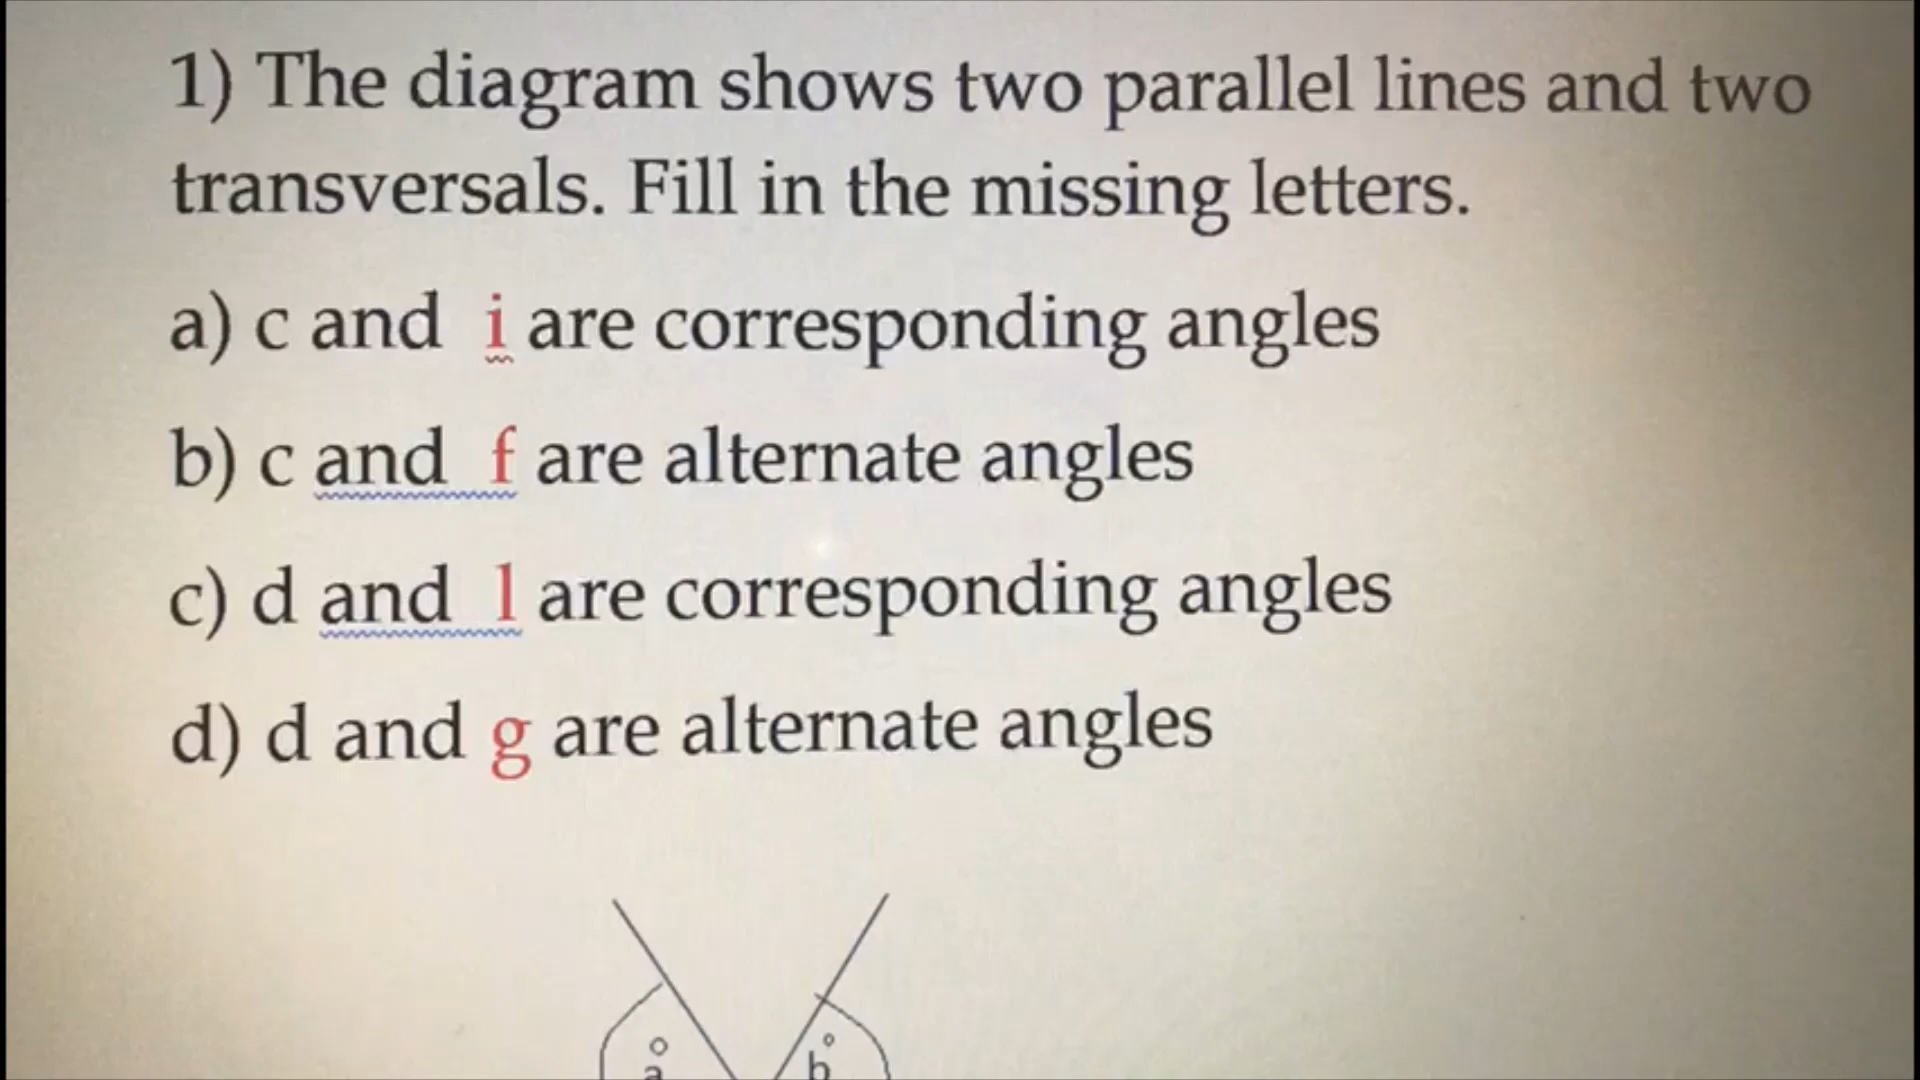 1) The diagram shows two parallel lines and two
transversals. Fill in the missing letters.
a) c and i are corresponding angles
b) c and f are alternate angles
c) d and l are corresponding angles
d) d and g are alternate angles
a° b°